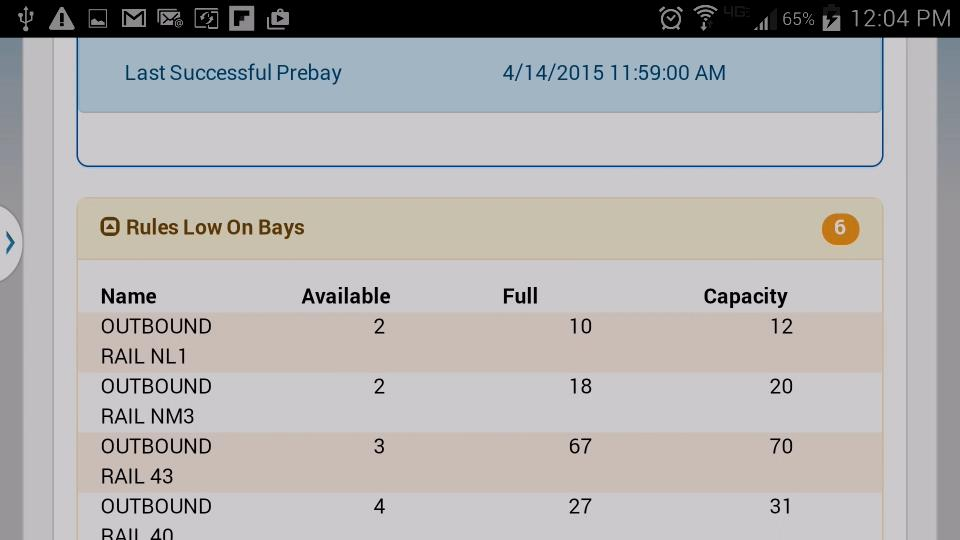 4G 65% 12:04 PM
Last Successful Prebay 4/14/2015 11:59:00 AM
Rules Low On Bays 6
Name Available Full Capacity
OUTBOUND 2 10 12
RAIL NL1
OUTBOUND 2 18 20
RAIL NM3
OUTBOUND 3 67 70
RAIL 43
OUTBOUND 4 27 31
RAIL 40